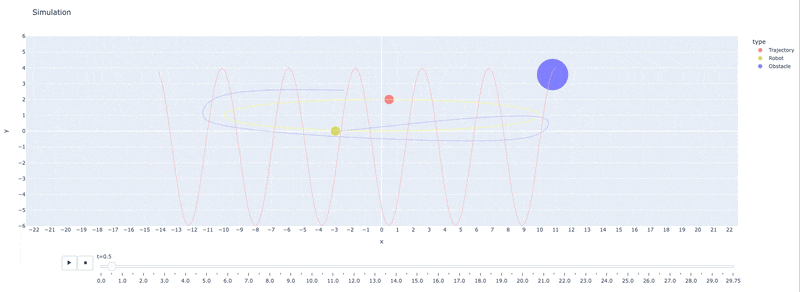 Simulation
type
Trajectory
Robot
Obstacle
6
5
4
3
2
1
0
−1
−2
−3
−4
−5
−6
y
−22 −21 −20 −19 −18 −17 −16 −15 −14 −13 −12 −11 −10 −9 −8 −7 −6 −5 −4 −3 −2 −1 0 1 2 3 4 5 6 7 8 9 10 11 12 13 14 15 16 17 18 19 20 21 22
x
t=0.5
0.0 1.0 2.0 3.0 4.0 5.0 6.0 7.0 8.0 9.0 10.0 11.0 12.0 13.0 14.0 15.0 16.0 17.0 18.0 19.0 20.0 21.0 22.0 23.0 24.0 25.0 26.0 27.0 28.0 29.75